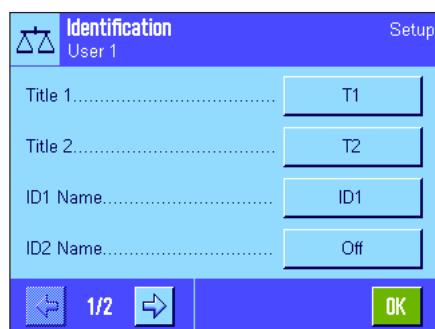 Identification Setup
User 1
Title 1.................................... T1
Title 2.................................... T2
ID1 Name.............................. ID1
ID2 Name.............................. Off
1/2 OK